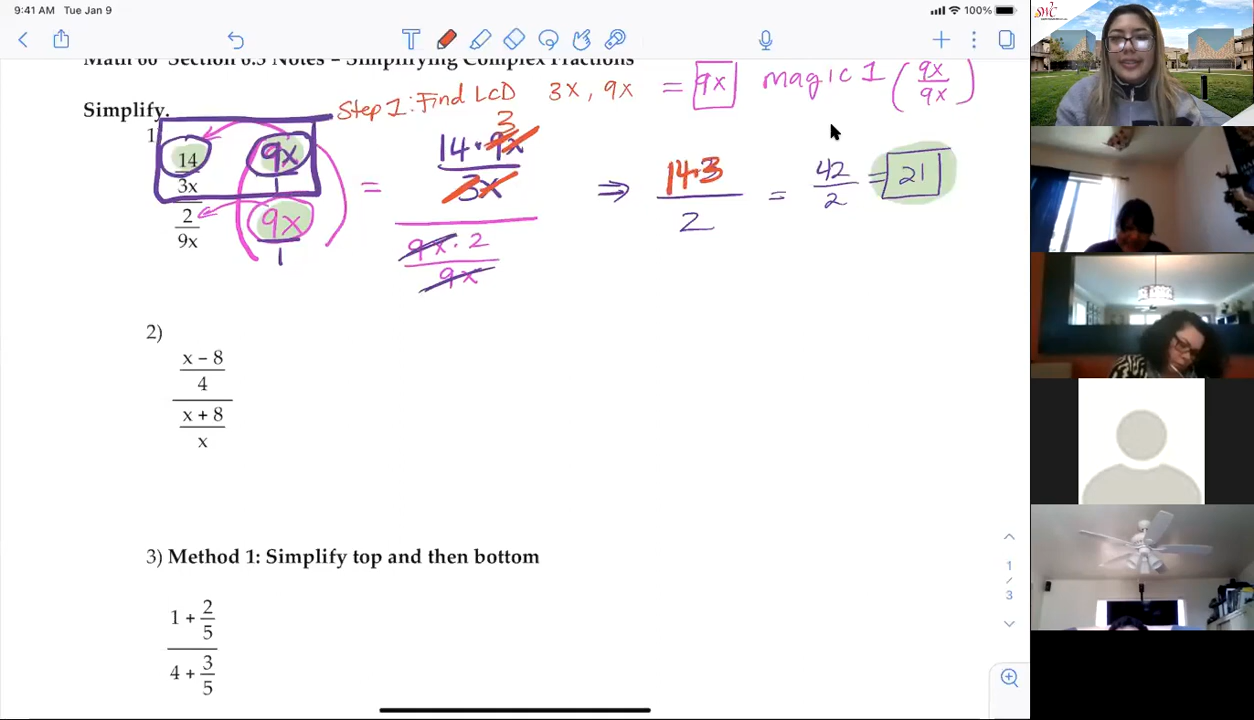 9:41 AM Tue Jan 9
100%
T
Math 60 Section 6.5 Notes – Simplifying Complex Fractions
Simplify.
Step 1: Find LCD 3x, 9x = 9x magic 1 (9x/9x)
1)
14/3x 9x/1
2/9x 9x/1
=
14 · 9x 3
3x
9x · 2
9x
⇒ 14·3/2 = 42/2 = 21
2)
x – 8
4
x + 8
x
3) Method 1: Simplify top and then bottom
1 + 2/5
4 + 3/5
1
/
3
SWC